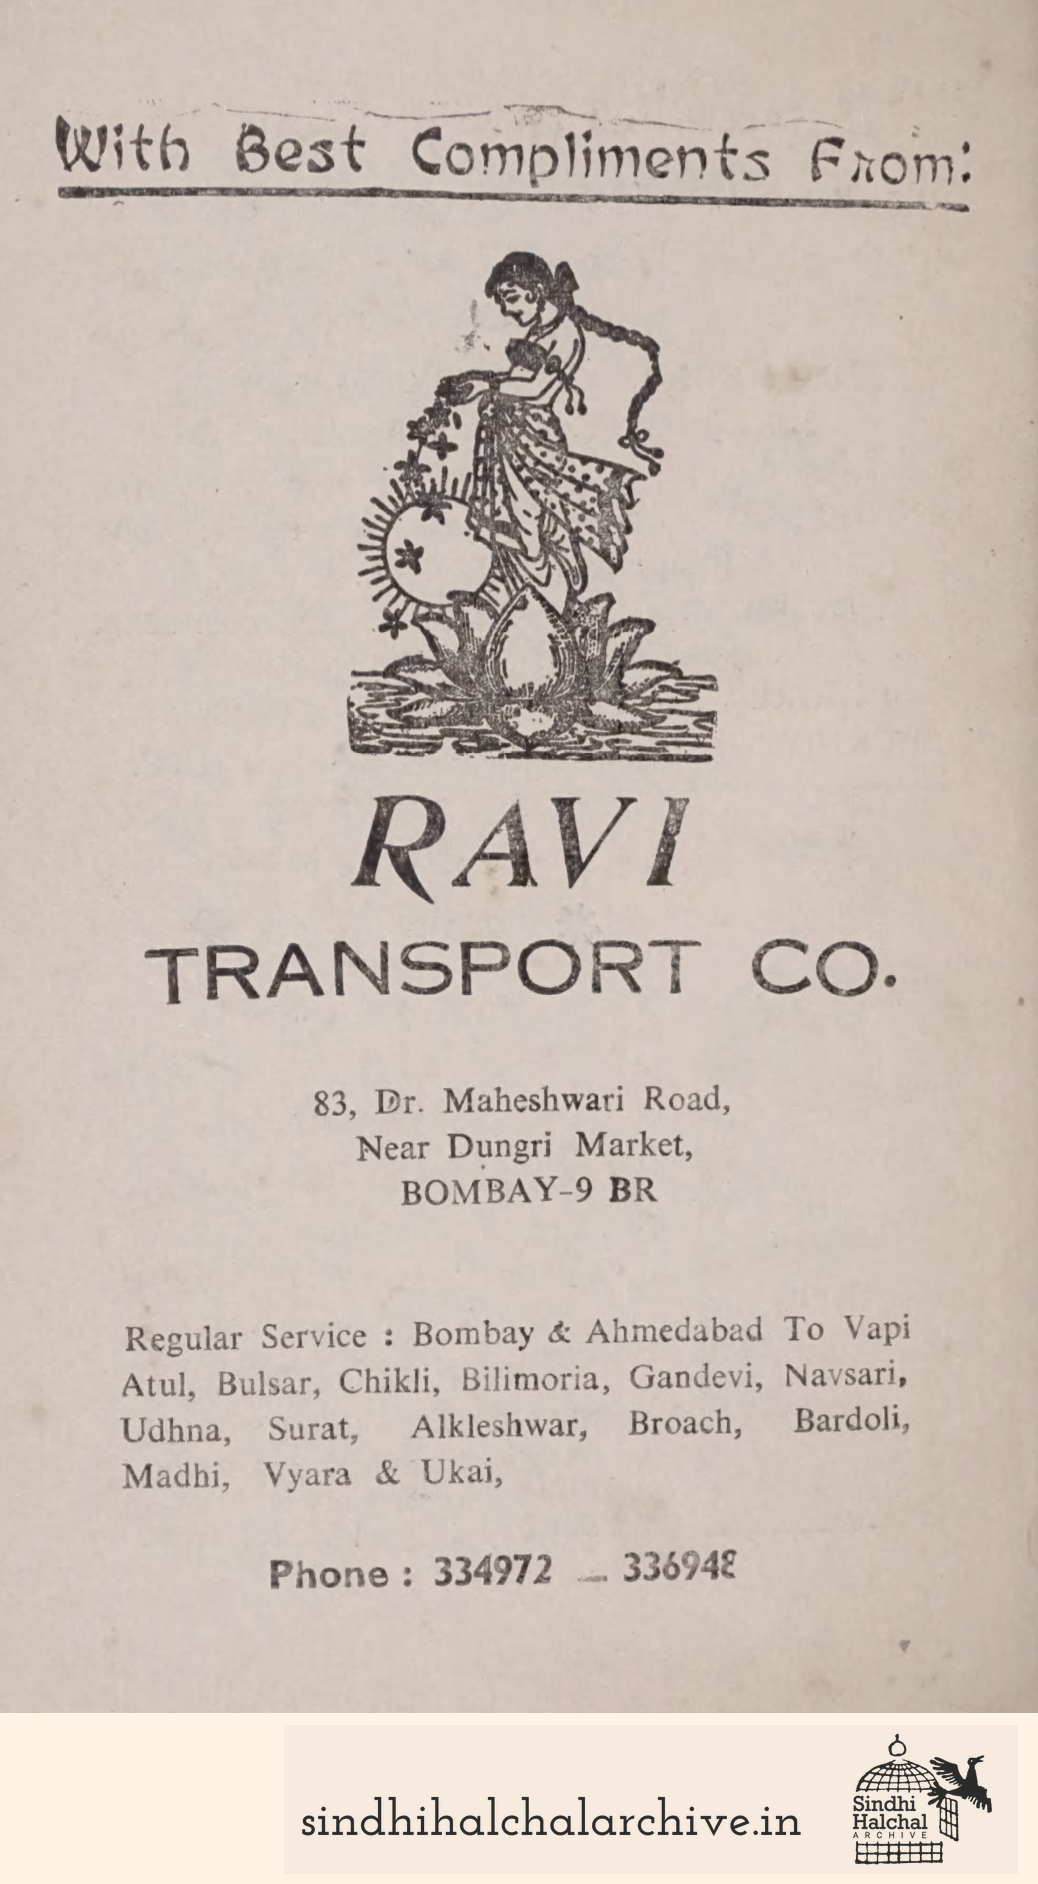 With Best Compliments From:
RAVI
TRANSPORT CO.
83, Dr. Maheshwari Road,
Near Dungri Market,
BOMBAY-9 BR
Regular Service : Bombay & Ahmedabad To Vapi
Atul, Bulsar, Chikli, Bilimoria, Gandevi, Navsari,
Udhna, Surat, Alkleshwar, Broach, Bardoli,
Madhi, Vyara & Ukai,
Phone : 334972 — 336948
sindhihalchalarchive.in
Sindhi
Halchal
ARCHIVE